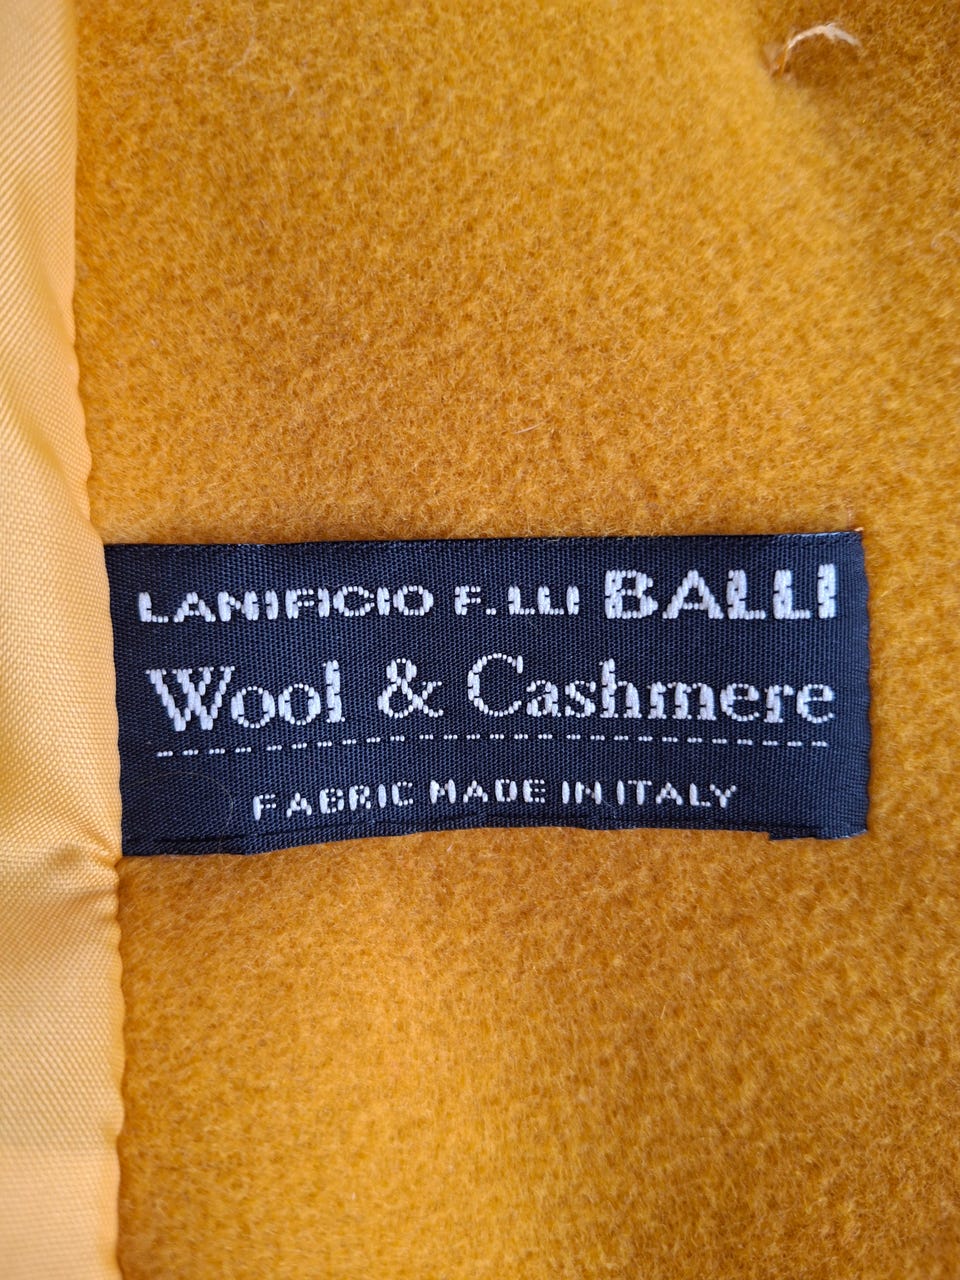 LANIFICIO F.LLI BALLI
Wool & Cashmere
FABRIC MADE IN ITALY